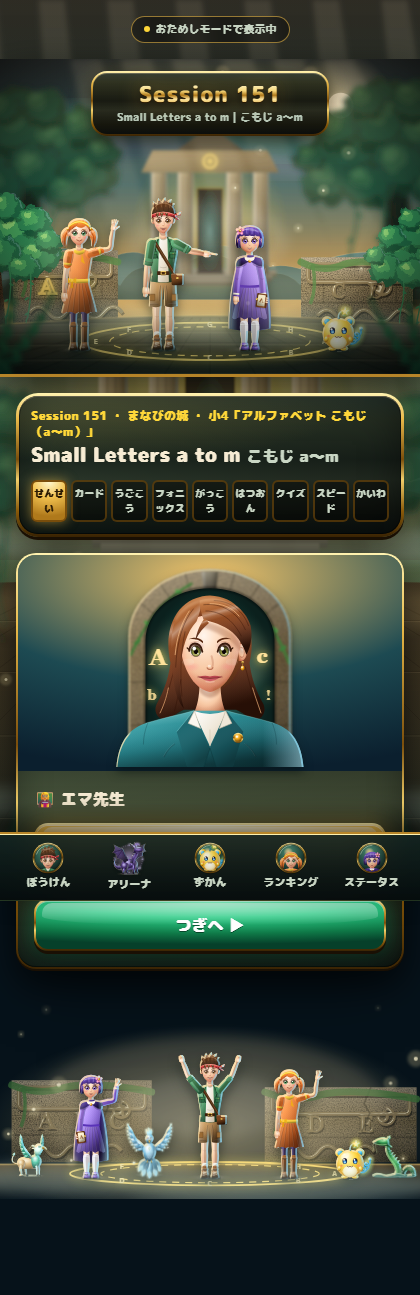 おためしモードで表示中
Session 151
Small Letters a to m | こもじ a〜m
A
Session 151 ・ まなびの城 ・ 小4「アルファベット こもじ
（a〜m）」
Small Letters a to m こもじ a〜m
せんせ
い
カード
うごこ
う
フォニ
ックス
がっこ
う
はつお
ん
クイズ
スピー
ド
かいわ
A c
b !
エマ先生
ぼうけん
アリーナ
ずかん
ランキング
ステータス
つぎへ ▶
A
D E